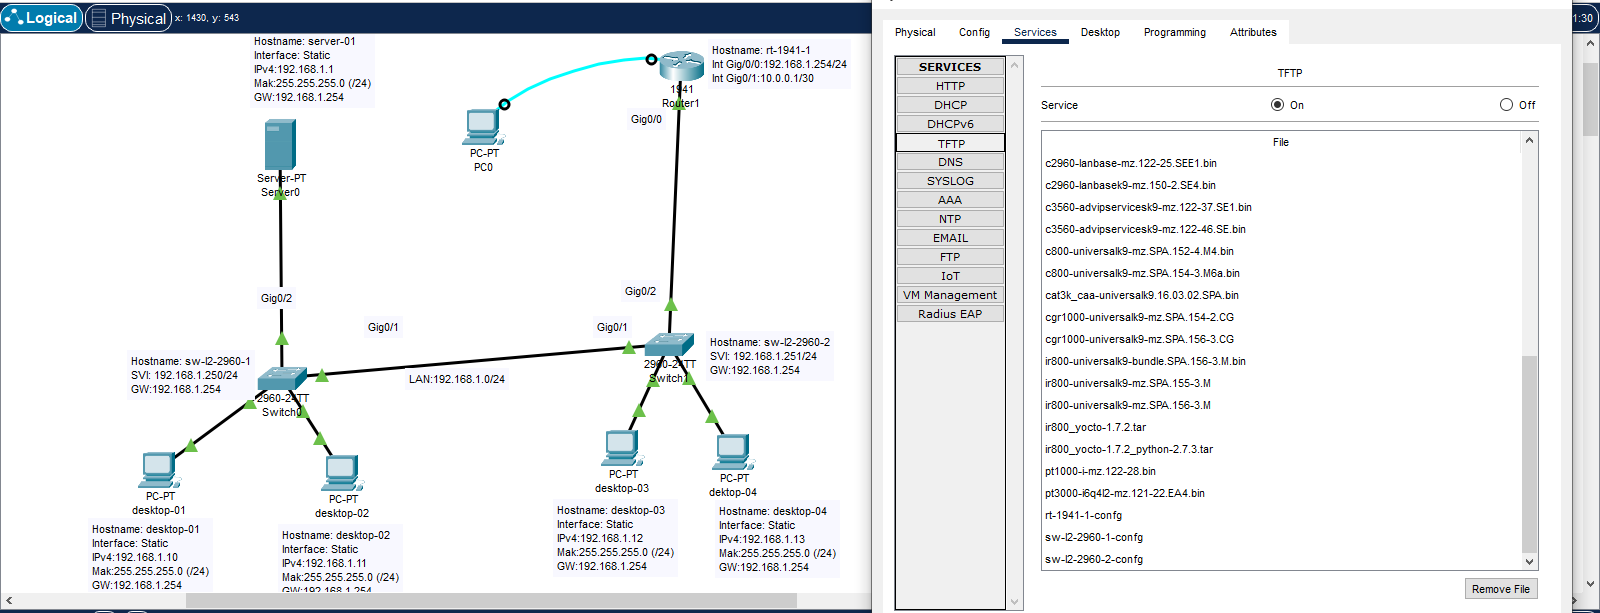 Logical
Physical
x: 1430, y: 543
Hostname: server-01
Interface: Static
IPv4:192.168.1.1
Mak:255.255.255.0 (/24)
GW:192.168.1.254
Server-PT
Server0
PC-PT
PC0
Hostname: rt-1941-1
Int Gig/0/0:192.168.1.254/24
Int Gig0/1:10.0.0.1/30
1941
Router1
Gig0/0
Gig0/2
Gig0/1
Gig0/2
Gig0/1
Hostname: sw-l2-2960-1
SVI: 192.168.1.250/24
GW:192.168.1.254
2960-24TT
Switch0
LAN:192.168.1.0/24
Hostname: sw-l2-2960-2
SVI: 192.168.1.251/24
GW:192.168.1.254
2960-24TT
Switch1
PC-PT
desktop-01
PC-PT
desktop-02
PC-PT
desktop-03
PC-PT
dektop-04
Hostname: desktop-01
Interface: Static
IPv4:192.168.1.10
Mak:255.255.255.0 (/24)
GW:192.168.1.254
Hostname: desktop-02
Interface: Static
IPv4:192.168.1.11
Mak:255.255.255.0 (/24)
GW:192.168.1.254
Hostname: desktop-03
Interface: Static
IPv4:192.168.1.12
Mak:255.255.255.0 (/24)
GW:192.168.1.254
Hostname: desktop-04
Interface: Static
IPv4:192.168.1.13
Mak:255.255.255.0 (/24)
GW:192.168.1.254
Physical
Config
Services
Desktop
Programming
Attributes
1:30
SERVICES
HTTP
DHCP
DHCPv6
TFTP
DNS
SYSLOG
AAA
NTP
EMAIL
FTP
IoT
VM Management
Radius EAP
TFTP
Service
On
Off
File
c2960-lanbase-mz.122-25.SEE1.bin
c2960-lanbasek9-mz.150-2.SE4.bin
c3560-advipservicesk9-mz.122-37.SE1.bin
c3560-advipservicesk9-mz.122-46.SE.bin
c800-universalk9-mz.SPA.152-4.M4.bin
c800-universalk9-mz.SPA.154-3.M6a.bin
cat3k_caa-universalk9.16.03.02.SPA.bin
cgr1000-universalk9-mz.SPA.154-2.CG
cgr1000-universalk9-mz.SPA.156-3.CG
ir800-universalk9-bundle.SPA.156-3.M.bin
ir800-universalk9-mz.SPA.155-3.M
ir800-universalk9-mz.SPA.156-3.M
ir800_yocto-1.7.2.tar
ir800_yocto-1.7.2_python-2.7.3.tar
pt1000-i-mz.122-28.bin
pt3000-i6q4l2-mz.121-22.EA4.bin
rt-1941-1-confg
sw-l2-2960-1-confg
sw-l2-2960-2-confg
Remove File